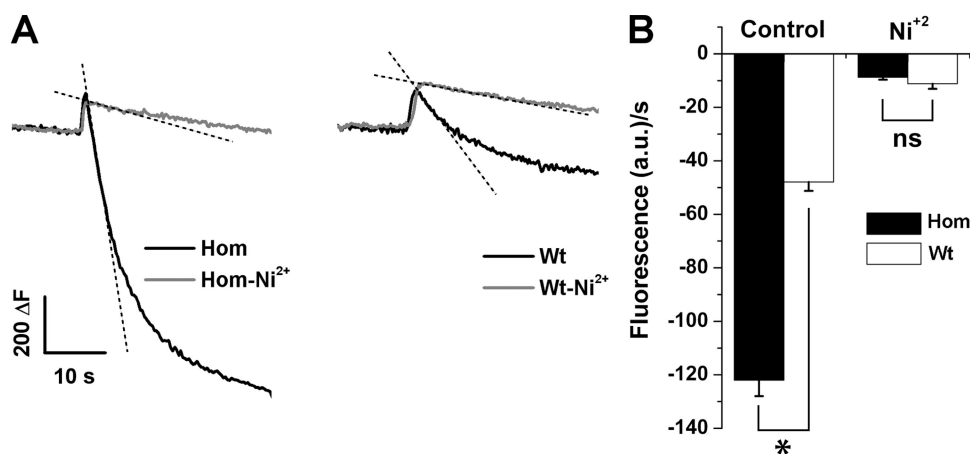 A
Hom
Hom-Ni²⁺
200 ΔF
10 s
Wt
Wt-Ni²⁺
B
Control
Ni⁺²
Fluorescence (a.u.)/s
0
-20
-40
-60
-80
-100
-120
-140
ns
*
Hom
Wt